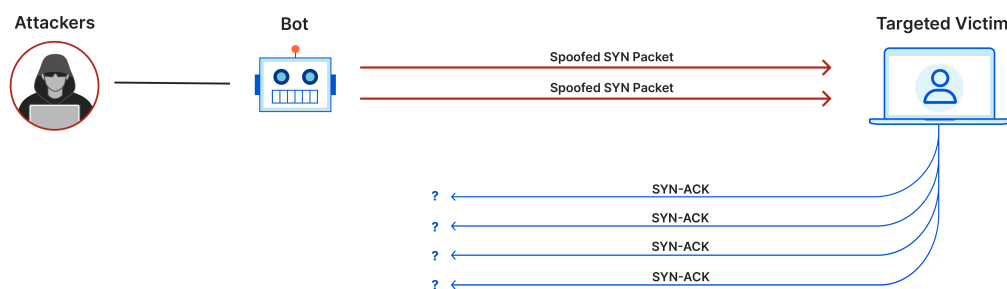 Attackers
Bot
Targeted Victim
Spoofed SYN Packet
Spoofed SYN Packet
? SYN-ACK
? SYN-ACK
? SYN-ACK
? SYN-ACK